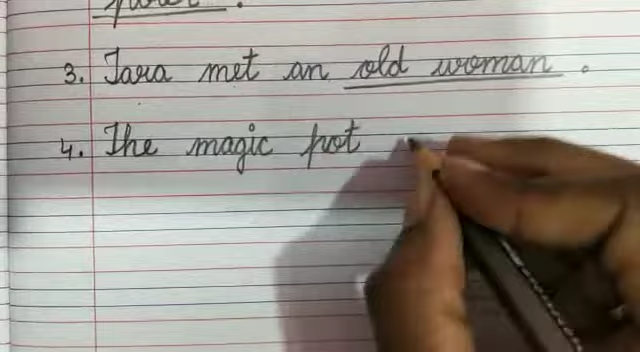 3. Tara met an old woman.
4. The magic pot